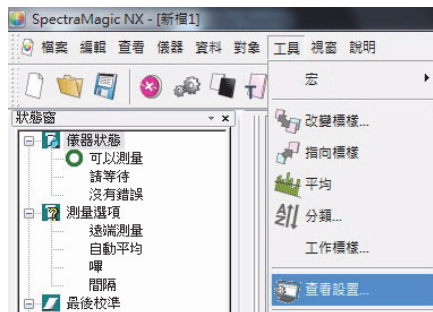 SpectraMagic NX - [新檔1]
檔案 編輯 查看 儀器 資料 對象 工具 視窗 說明
宏
狀態窗
儀器狀態
可以測量
請等待
沒有錯誤
測量選項
遠端測量
自動平均
嗶
間隔
最後校準
改變標樣...
指向標樣
平均
分類...
工作標樣...
查看設置...